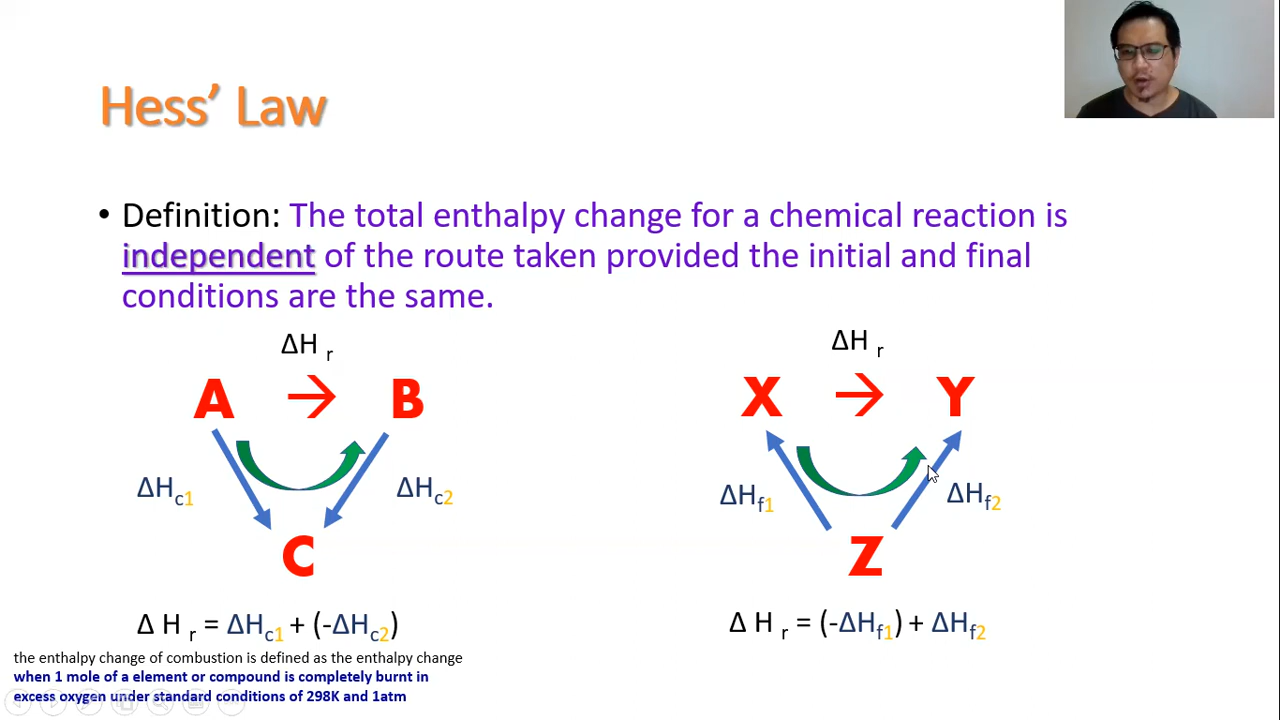 Hess’ Law
• Definition: The total enthalpy change for a chemical reaction is
independent of the route taken provided the initial and final
conditions are the same.
ΔH r
A → B
ΔHc1
ΔHc2
C
Δ H r = ΔHc1 + (-ΔHc2)
the enthalpy change of combustion is defined as the enthalpy change
when 1 mole of a element or compound is completely burnt in
excess oxygen under standard conditions of 298K and 1atm
ΔH r
X → Y
ΔHf1
ΔHf2
Z
Δ H r = (-ΔHf1) + ΔHf2